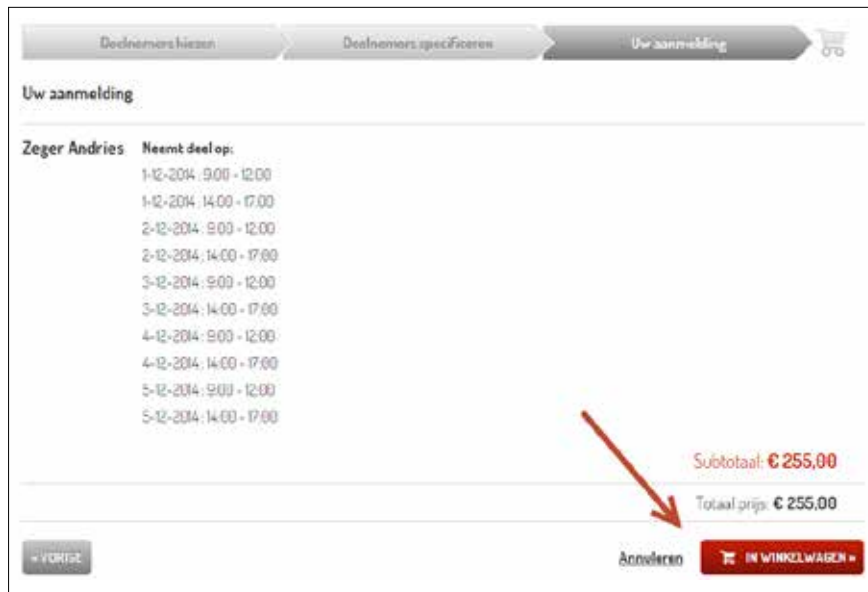 Deelnemers kiezen
Deelnemers specificeren
Uw aanmelding
Uw aanmelding
Zeger Andries Neemt deel op:
1-12-2014 : 9:00 - 12:00
1-12-2014 : 14:00 - 17:00
2-12-2014 : 9:00 - 12:00
2-12-2014 : 14:00 - 17:00
3-12-2014 : 9:00 - 12:00
3-12-2014 : 14:00 - 17:00
4-12-2014 : 9:00 - 12:00
4-12-2014 : 14:00 - 17:00
5-12-2014 : 9:00 - 12:00
5-12-2014 : 14:00 - 17:00
Subtotaal: € 255,00
Totaal prijs: € 255,00
« VORIGE
Annuleren
IN WINKELWAGEN »